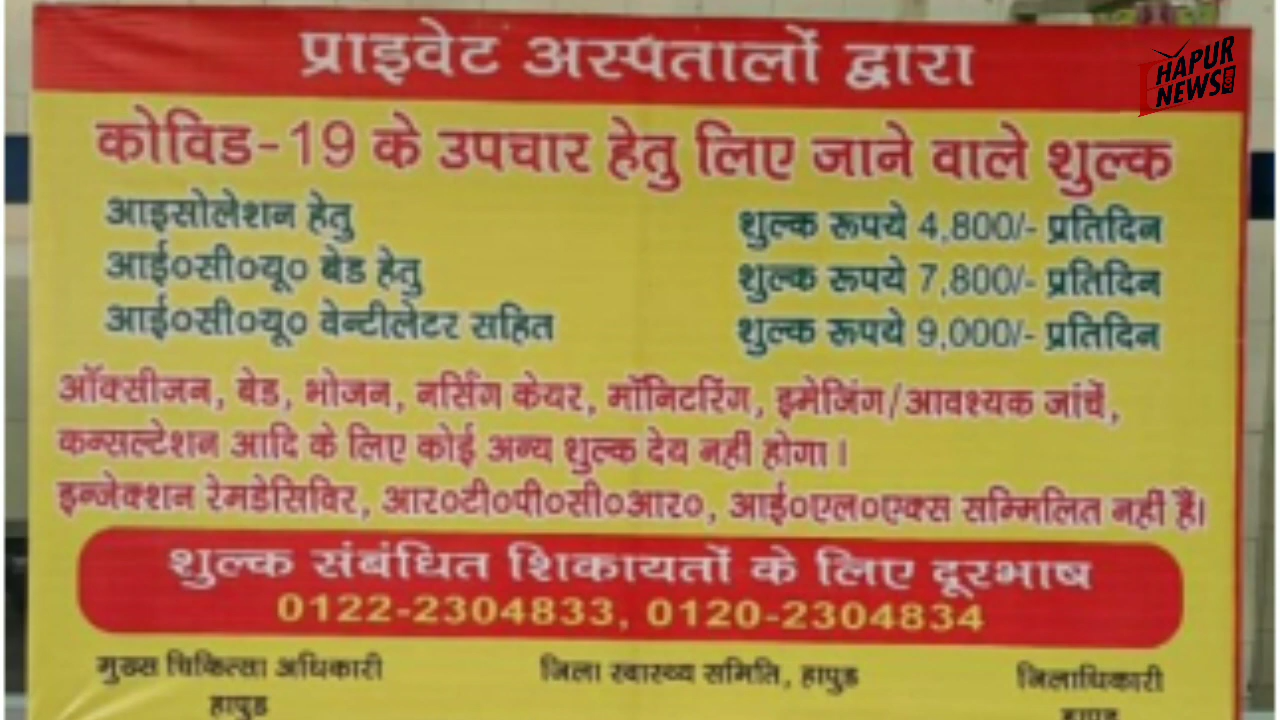 प्राइवेट अस्पतालों द्वारा
HAPUR
NEWS.COM
कोविड-19 के उपचार हेतु लिए जाने वाले शुल्क
आइसोलेशन हेतु शुल्क रूपये 4,800/- प्रतिदिन
आई०सी०यू० बेड हेतु शुल्क रूपये 7,800/- प्रतिदिन
आई०सी०यू० वेन्टीलेटर सहित शुल्क रूपये 9,000/- प्रतिदिन
ऑक्सीजन, बेड, भोजन, नर्सिंग केयर, मॉनिटरिंग, इमेजिंग/आवश्यक जांचें,
कन्सल्टेशन आदि के लिए कोई अन्य शुल्क देय नहीं होगा।
इन्जेक्शन रेमडेसिविर, आर०टी०पी०सी०आर०, आई०एल०एक्स सम्मिलित नहीं है।
शुल्क संबंधित शिकायतों के लिए दूरभाष
0122-2304833, 0120-2304834
मुख्य चिकित्सा अधिकारी जिला स्वास्थ्य समिति, हापुड़ जिलाधिकारी
हापुड़ हापुड़